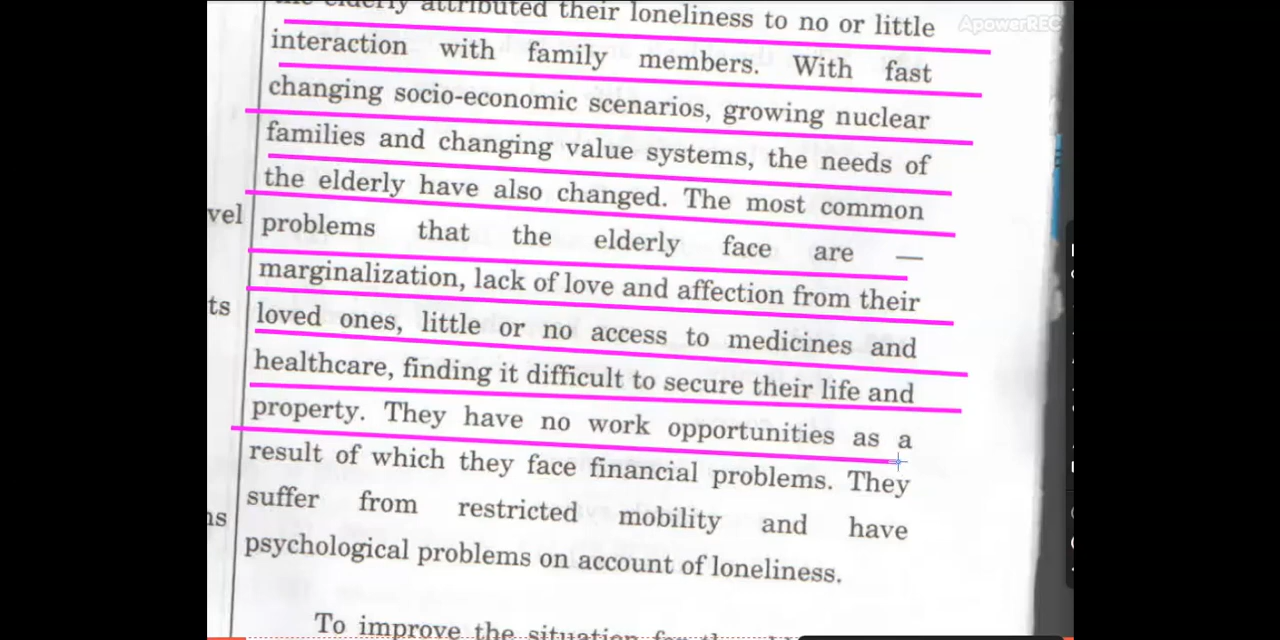 elderly attributed their loneliness to no or little
ApowerREC
interaction with family members. With fast
changing socio-economic scenarios, growing nuclear
families and changing value systems, the needs of
the elderly have also changed. The most common
vel
problems that the elderly face are —
marginalization, lack of love and affection from their
ts
loved ones, little or no access to medicines and
healthcare, finding it difficult to secure their life and
property. They have no work opportunities as a
result of which they face financial problems. They
suffer from restricted mobility and have
ns
psychological problems on account of loneliness.
To improve the situation for the